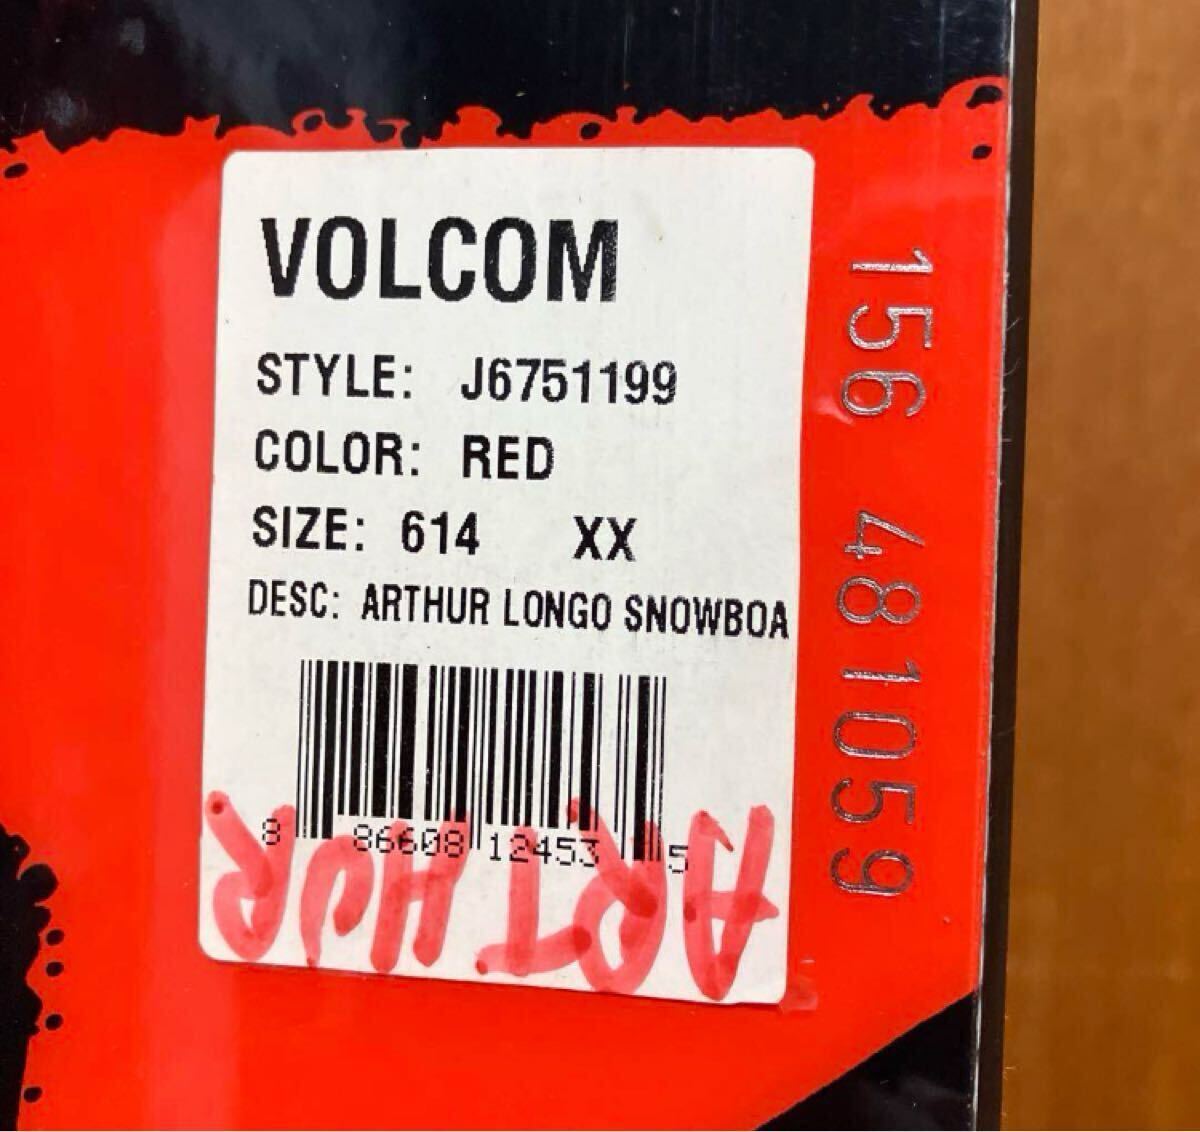 VOLCOM
STYLE: J6751199
COLOR: RED
SIZE: 614 XX
DESC: ARTHUR LONGO SNOWBOA
8 86608 12453 5
ARTHUR
156 481059